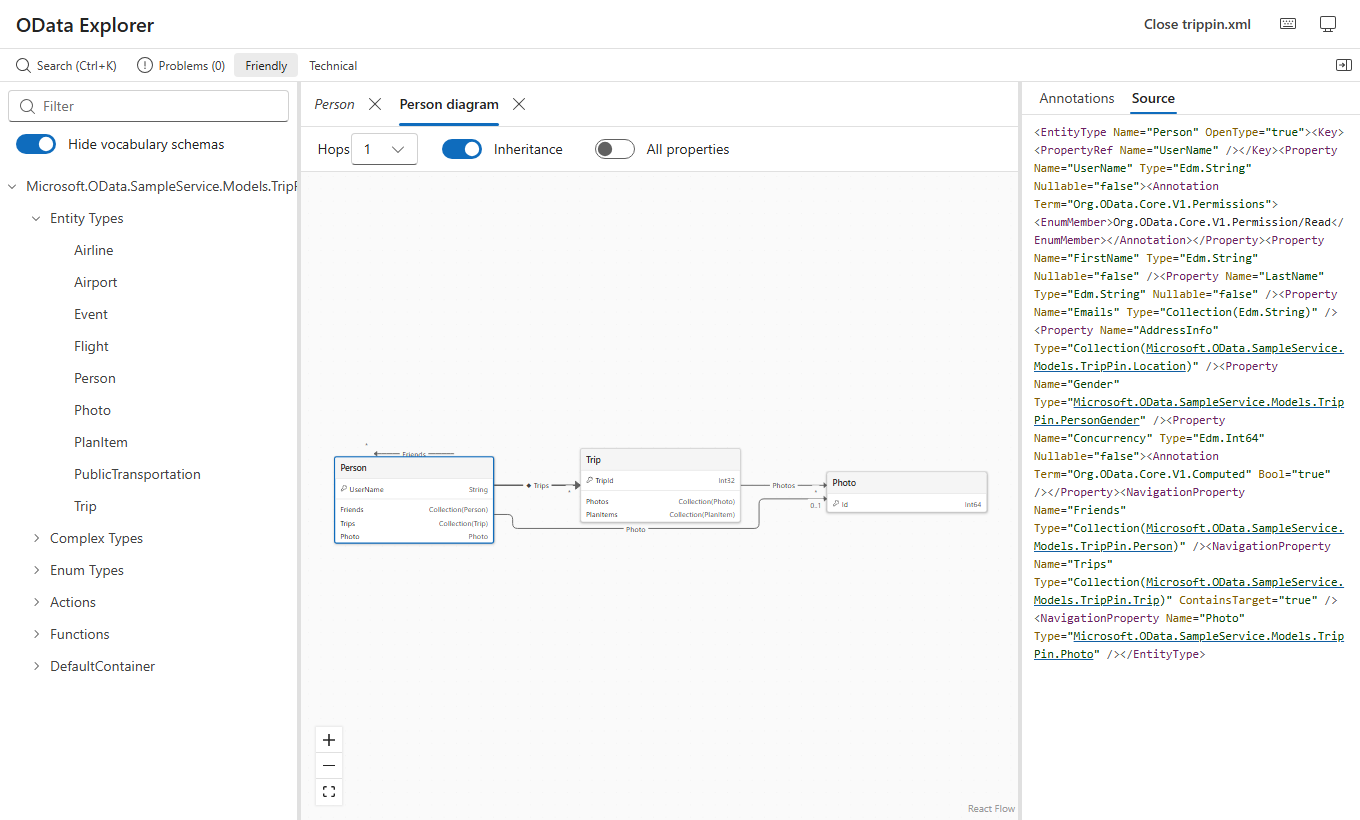 OData Explorer
Close trippin.xml
Search (Ctrl+K)
Problems (0)
Friendly
Technical
Filter
Hide vocabulary schemas
Microsoft.OData.SampleService.Models.TripP
Entity Types
Airline
Airport
Event
Flight
Person
Photo
PlanItem
PublicTransportation
Trip
Complex Types
Enum Types
Actions
Functions
DefaultContainer
Person
Person diagram
Hops
1
Inheritance
All properties
*
Friends
Person
UserName String
Friends Collection(Person)
Trips Collection(Trip)
Photo Photo
Trips
*
Trip
TripId Int32
Photos Collection(Photo)
PlanItems Collection(PlanItem)
Photos
*
0..1
Photo
Photo
Id Int64
React Flow
Annotations
Source
<EntityType Name="Person" OpenType="true"><Key>
<PropertyRef Name="UserName" /></Key><Property
Name="UserName" Type="Edm.String"
Nullable="false"><Annotation
Term="Org.OData.Core.V1.Permissions">
<EnumMember>Org.OData.Core.V1.Permission/Read</
EnumMember></Annotation></Property><Property
Name="FirstName" Type="Edm.String"
Nullable="false" /><Property Name="LastName"
Type="Edm.String" Nullable="false" /><Property
Name="Emails" Type="Collection(Edm.String)" />
<Property Name="AddressInfo"
Type="Collection(Microsoft.OData.SampleService.
Models.TripPin.Location)" /><Property
Name="Gender"
Type="Microsoft.OData.SampleService.Models.Trip
Pin.PersonGender" /><Property
Name="Concurrency" Type="Edm.Int64"
Nullable="false"><Annotation
Term="Org.OData.Core.V1.Computed" Bool="true"
/></Property><NavigationProperty
Name="Friends"
Type="Collection(Microsoft.OData.SampleService.
Models.TripPin.Person)" /><NavigationProperty
Name="Trips"
Type="Collection(Microsoft.OData.SampleService.
Models.TripPin.Trip)" ContainsTarget="true" />
<NavigationProperty Name="Photo"
Type="Microsoft.OData.SampleService.Models.Trip
Pin.Photo" /></EntityType>